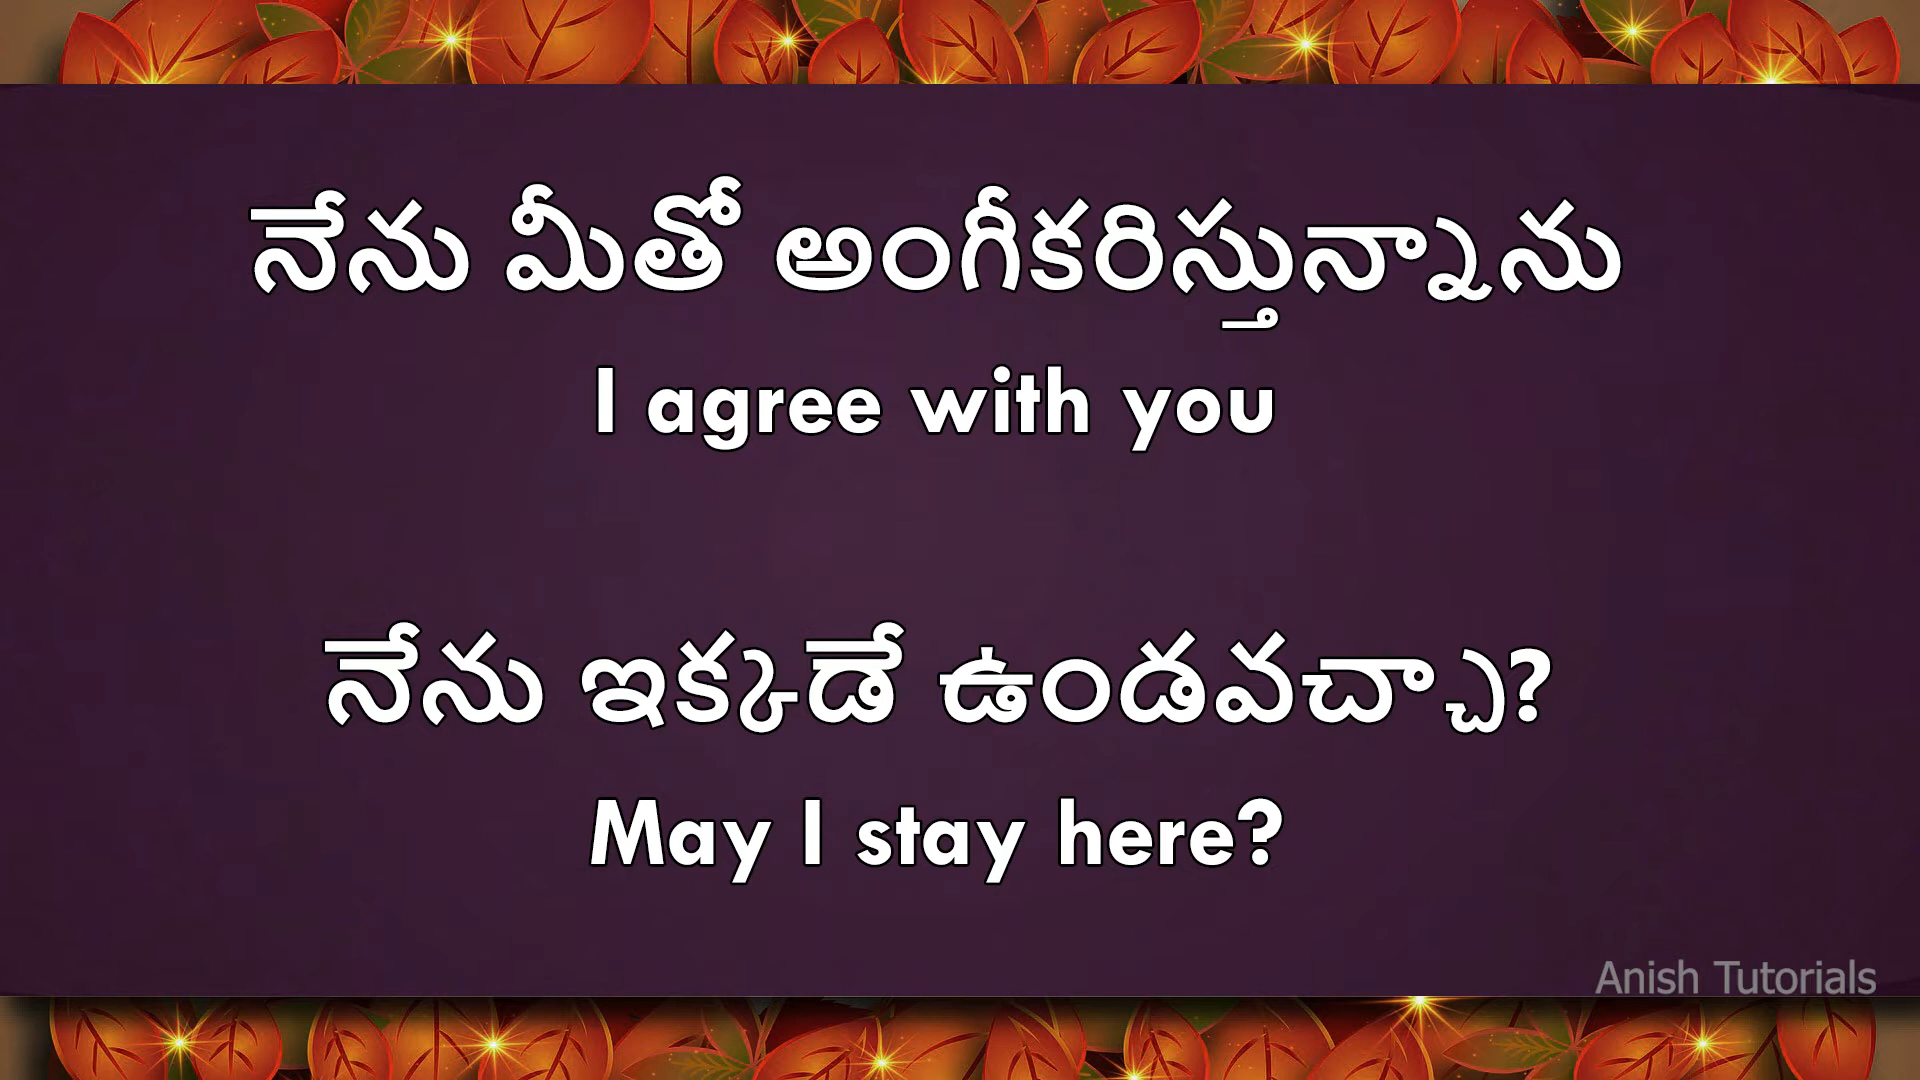 నేను మీతో అంగీకరిస్తున్నాను
I agree with you
నేను ఇక్కడే ఉండవచ్చా?
May I stay here?
Anish Tutorials